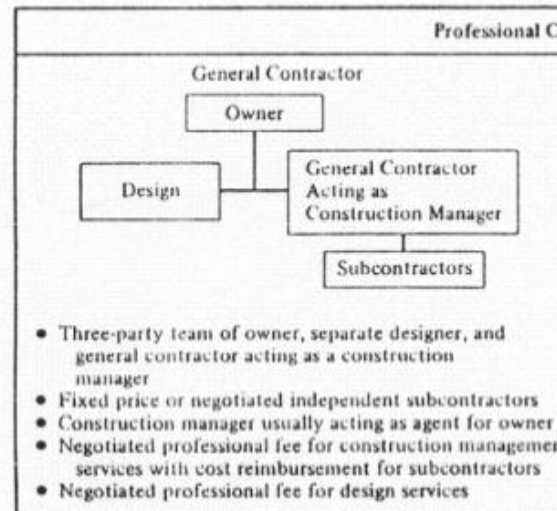 Professional C
General Contractor
Owner
Design
General Contractor
Acting as
Construction Manager
Subcontractors
● Three-party team of owner, separate designer, and
general contractor acting as a construction
manager
● Fixed price or negotiated independent subcontractors
● Construction manager usually acting as agent for owner
● Negotiated professional fee for construction managemen
services with cost reimbursement for subcontractors
● Negotiated professional fee for design services